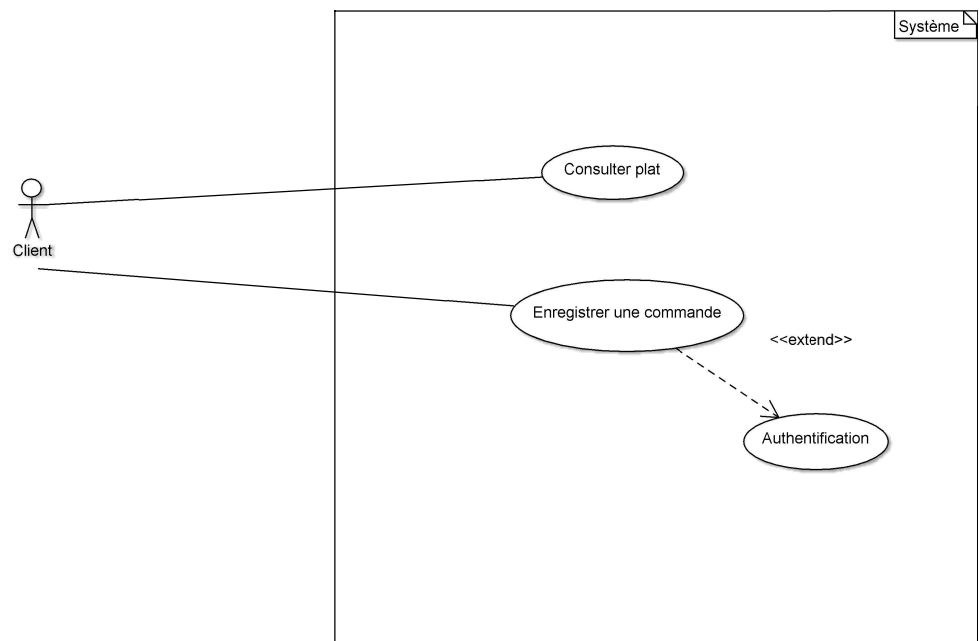 Système
Consulter plat
Client
Enregistrer une commande
<<extend>>
Authentification